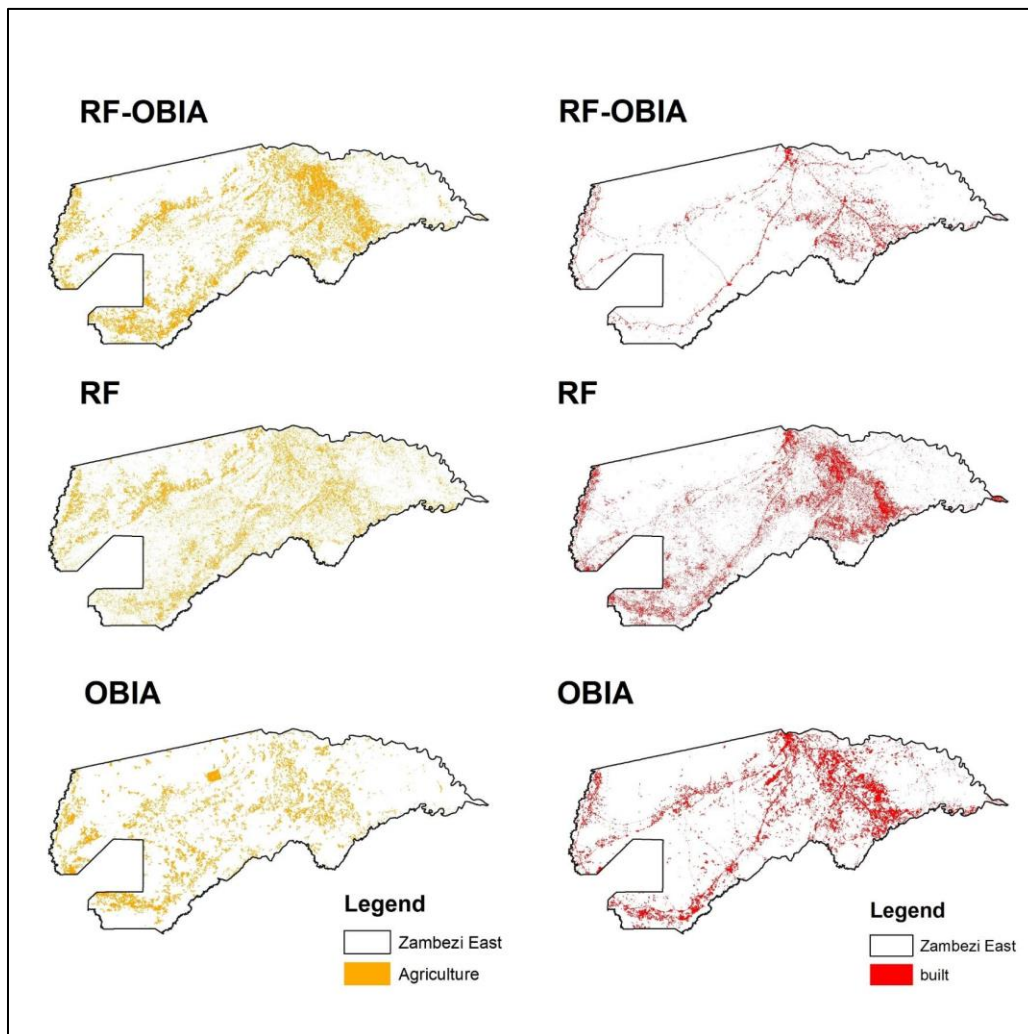 RF-OBIA
RF-OBIA
RF
RF
OBIA
OBIA
Legend
Zambezi East
Agriculture
Legend
Zambezi East
built